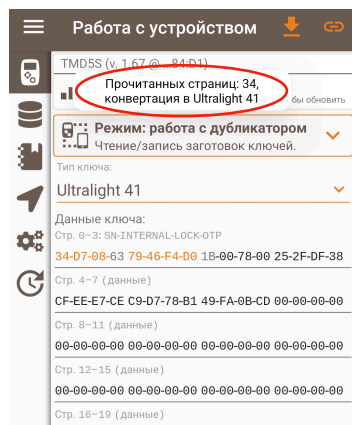 Работа с устройством
TMD5S (v. 1.67 @ ...84:D1)
Прочитанных страниц: 34,
конвертация в Ultralight 41
бы обновить
Режим: работа с дубликатором
Чтение/запись заготовок ключей.
Тип ключа:
Ultralight 41
Данные ключа:
Стр. 0-3: SN-INTERNAL-LOCK-OTP
34-D7-08-63 79-46-F4-D0 1B-00-78-00 25-2F-DF-38
Стр. 4-7 (данные)
CF-EE-E7-CE C9-D7-78-B1 49-FA-0B-CD 00-00-00-00
Стр. 8-11 (данные)
00-00-00-00 00-00-00-00 00-00-00-00 00-00-00-00
Стр. 12-15 (данные)
00-00-00-00 00-00-00-00 00-00-00-00 00-00-00-00
Стр. 16-19 (данные)